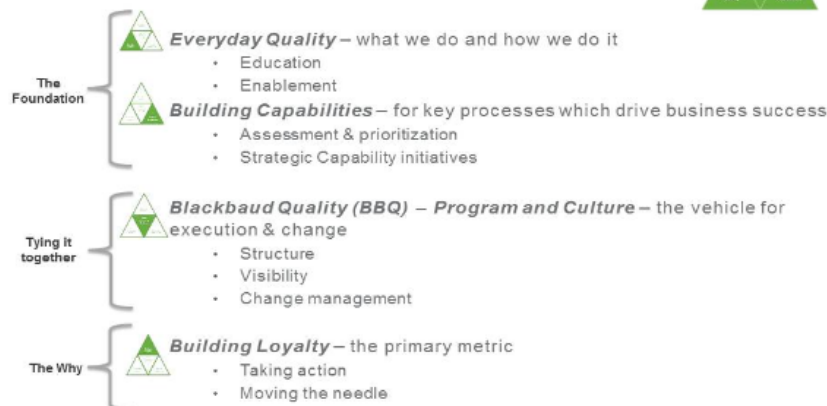 Everyday Quality – what we do and how we do it
• Education
• Enablement
The
Foundation
Building Capabilities – for key processes which drive business success
• Assessment & prioritization
• Strategic Capability initiatives
Blackbaud Quality (BBQ) – Program and Culture – the vehicle for
execution & change
Tying it
together
• Structure
• Visibility
• Change management
Building Loyalty – the primary metric
The Why
• Taking action
• Moving the needle